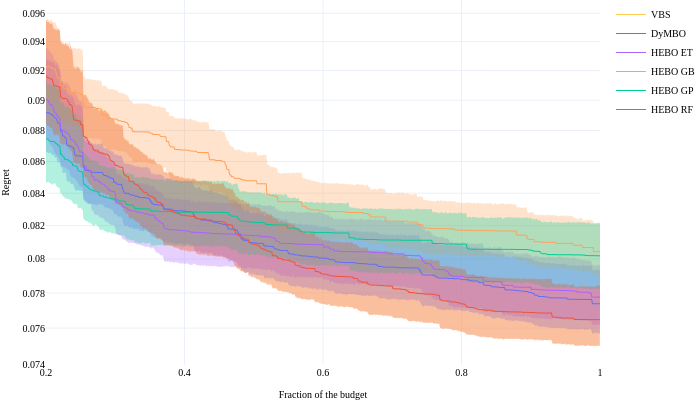 0.096
0.094
0.092
0.09
0.088
0.086
0.084
0.082
0.08
0.078
0.076
0.074
Regret
0.2
0.4
0.6
0.8
1
Fraction of the budget
VBS
DyMBO
HEBO ET
HEBO GB
HEBO GP
HEBO RF